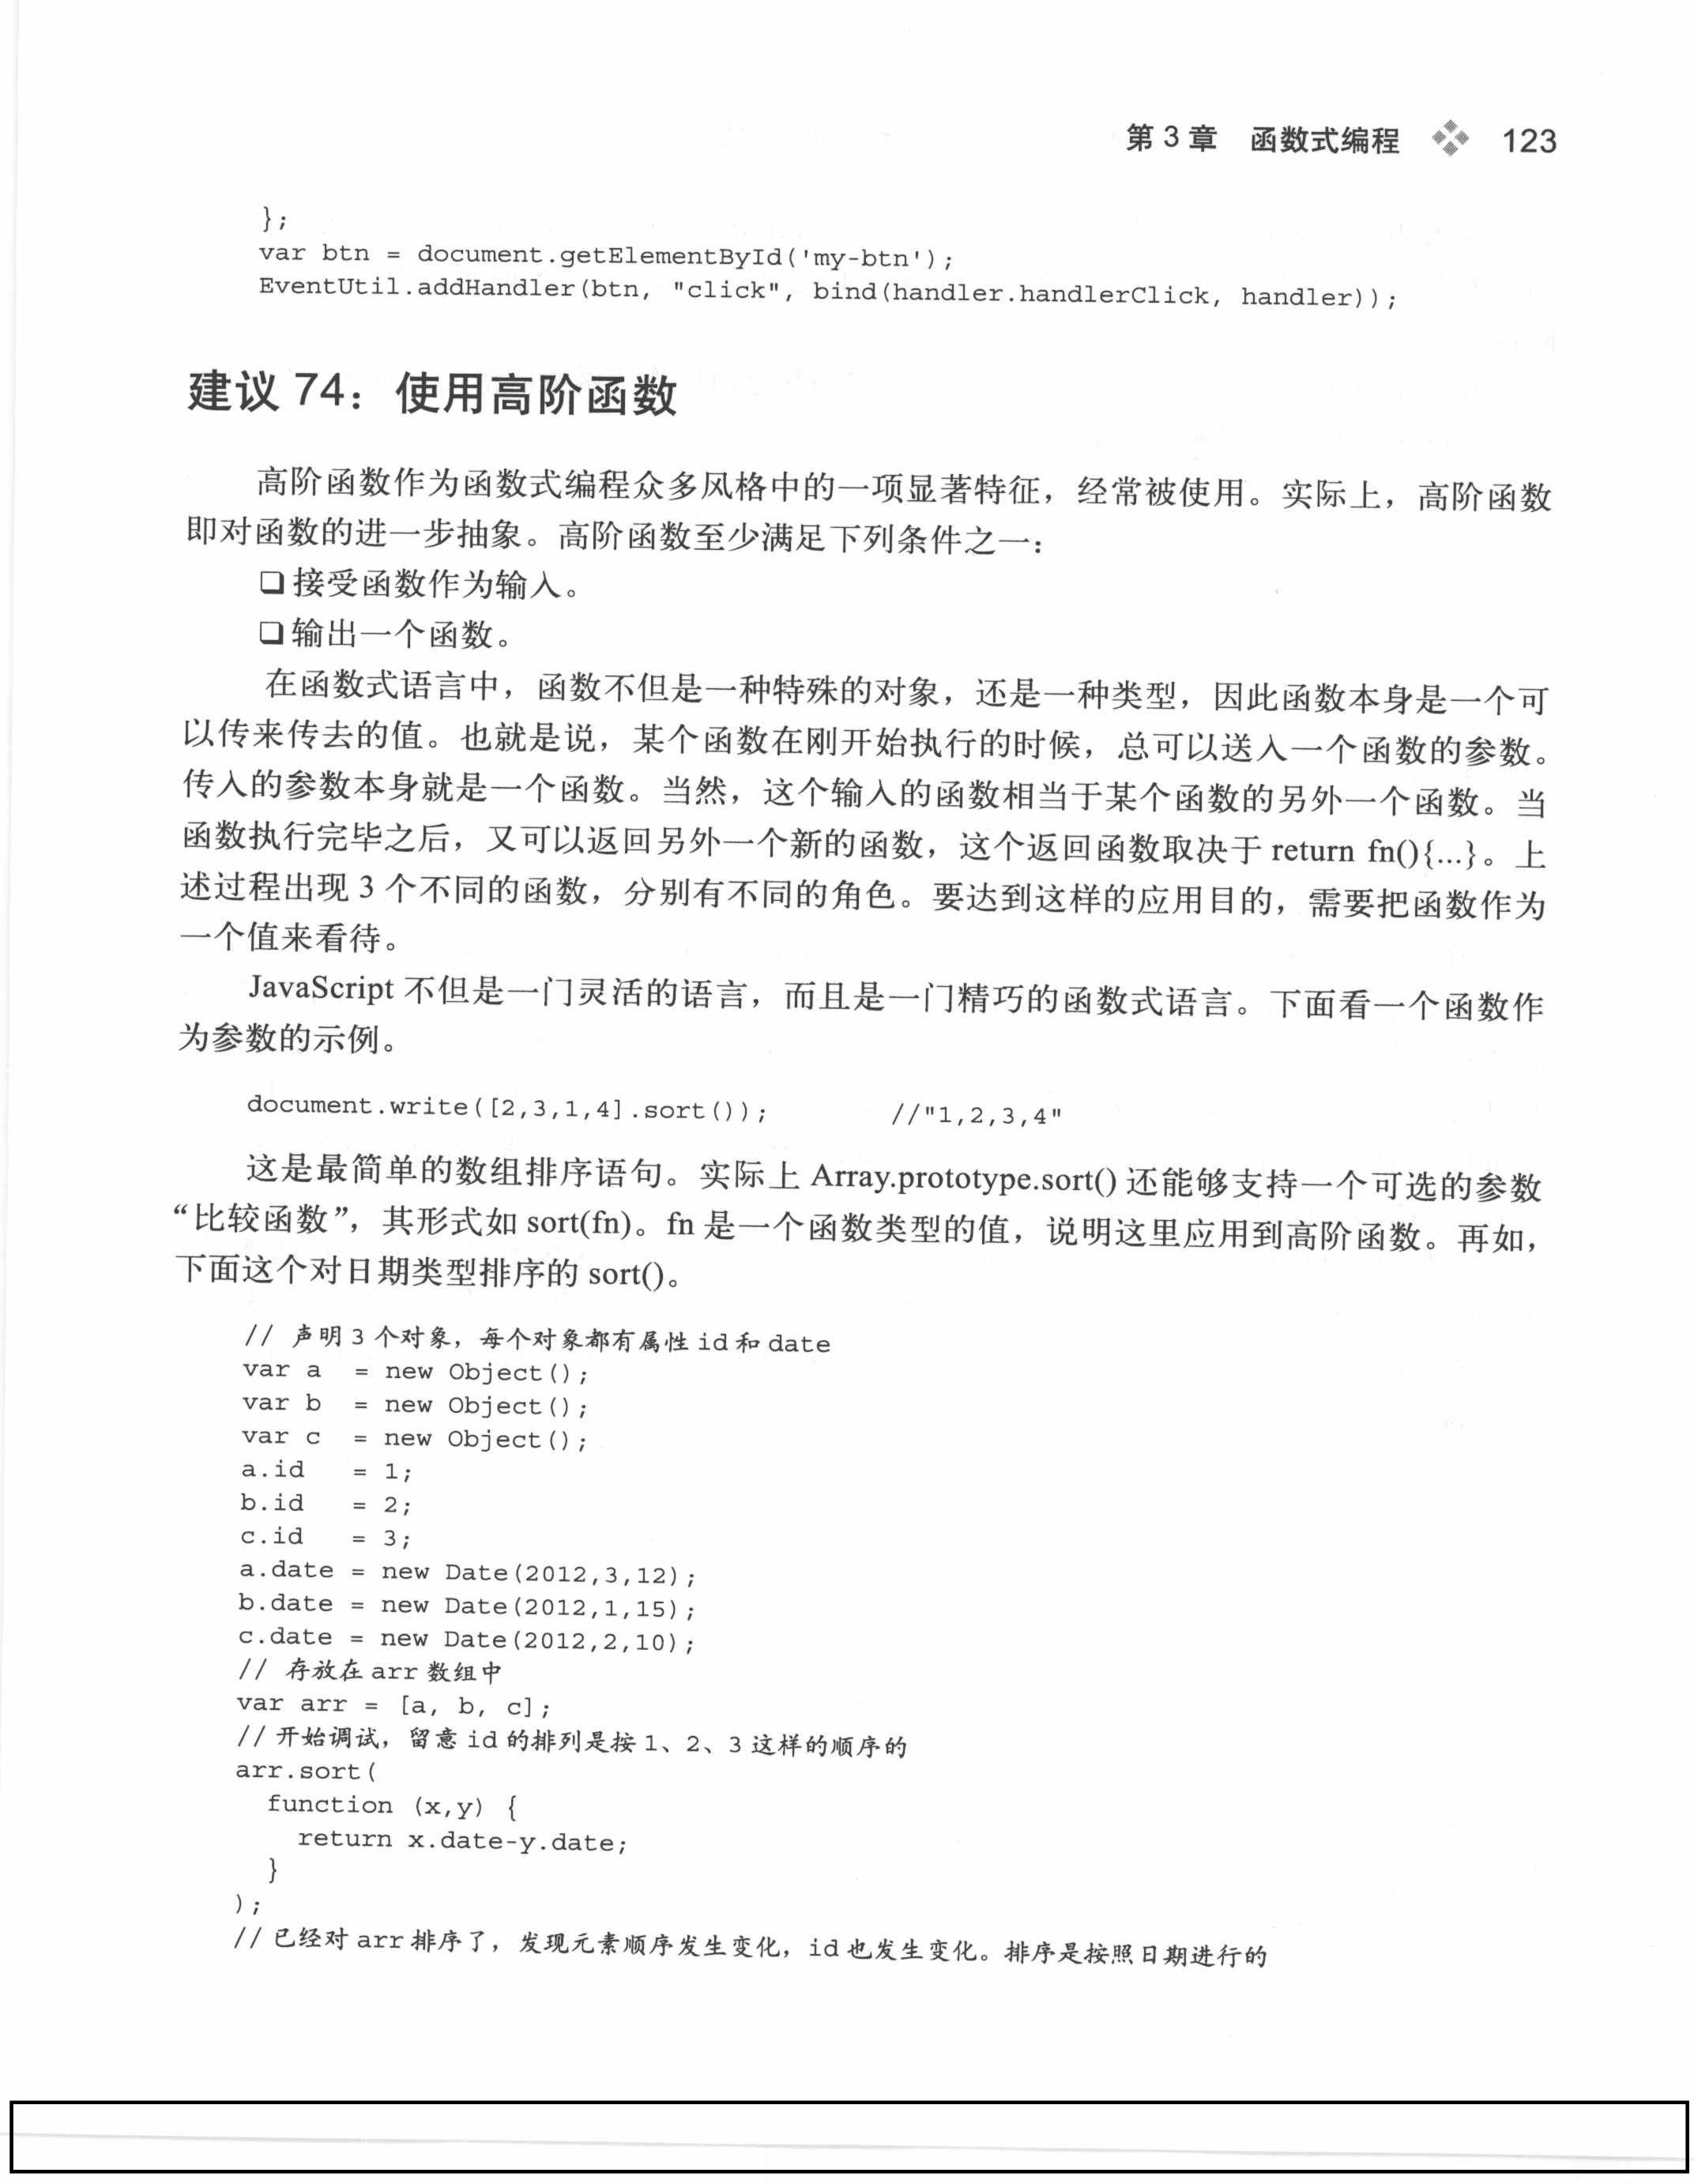 第 3 章 函数式编程 123
};
var btn = document.getElementById('my-btn');
EventUtil.addHandler(btn, "click", bind(handler.handlerClick, handler));
建议 74：使用高阶函数
高阶函数作为函数式编程众多风格中的一项显著特征，经常被使用。实际上，高阶函数
即对函数的进一步抽象。高阶函数至少满足下列条件之一：
❑ 接受函数作为输入。
❑ 输出一个函数。
在函数式语言中，函数不但是一种特殊的对象，还是一种类型，因此函数本身是一个可
以传来传去的值。也就是说，某个函数在刚开始执行的时候，总可以送入一个函数的参数。
传入的参数本身就是一个函数。当然，这个输入的函数相当于某个函数的另外一个函数。当
函数执行完毕之后，又可以返回另外一个新的函数，这个返回函数取决于 return fn(){...}。上
述过程出现 3 个不同的函数，分别有不同的角色。要达到这样的应用目的，需要把函数作为
一个值来看待。
JavaScript 不但是一门灵活的语言，而且是一门精巧的函数式语言。下面看一个函数作
为参数的示例。
document.write([2,3,1,4].sort()); //"1,2,3,4"
这是最简单的数组排序语句。实际上 Array.prototype.sort() 还能够支持一个可选的参数
“比较函数”，其形式如 sort(fn)。fn 是一个函数类型的值，说明这里应用到高阶函数。再如，
下面这个对日期类型排序的 sort()。
// 声明 3 个对象，每个对象都有属性 id 和 date
var a  = new Object();
var b  = new Object();
var c  = new Object();
a.id   = 1;
b.id   = 2;
c.id   = 3;
a.date = new Date(2012,3,12);
b.date = new Date(2012,1,15);
c.date = new Date(2012,2,10);
// 存放在 arr 数组中
var arr = [a, b, c];
// 开始调试，留意 id 的排列是按 1、2、3 这样的顺序的
arr.sort(
  function (x,y) {
    return x.date-y.date;
  }
);
// 已经对 arr 排序了，发现元素顺序发生变化，id 也发生变化。排序是按照日期进行的